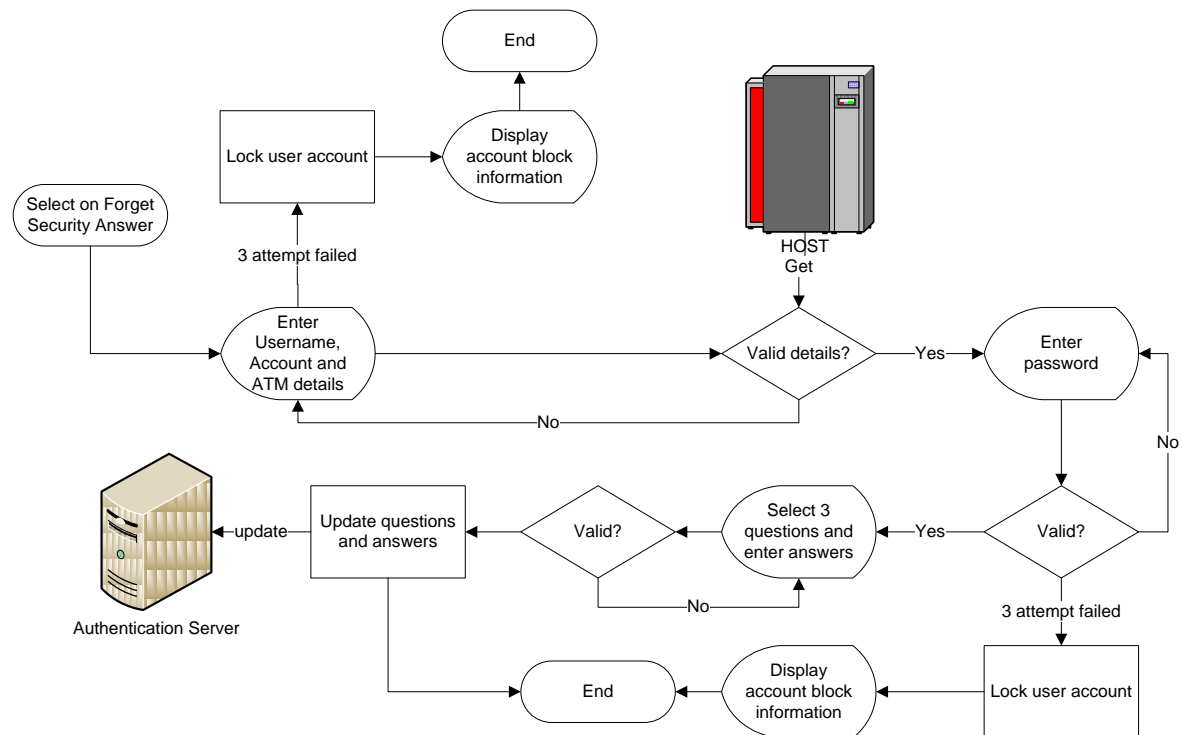 End
Lock user account
Display
account block
information
Select on Forget
Security Answer
3 attempt failed
HOST
Get
Enter
Username,
Account and
ATM details
Valid details?
Yes
Enter
password
No
No
Authentication Server
update
Update questions
and answers
Valid?
Select 3
questions and
enter answers
Yes
Valid?
No
3 attempt failed
End
Display
account block
information
Lock user account